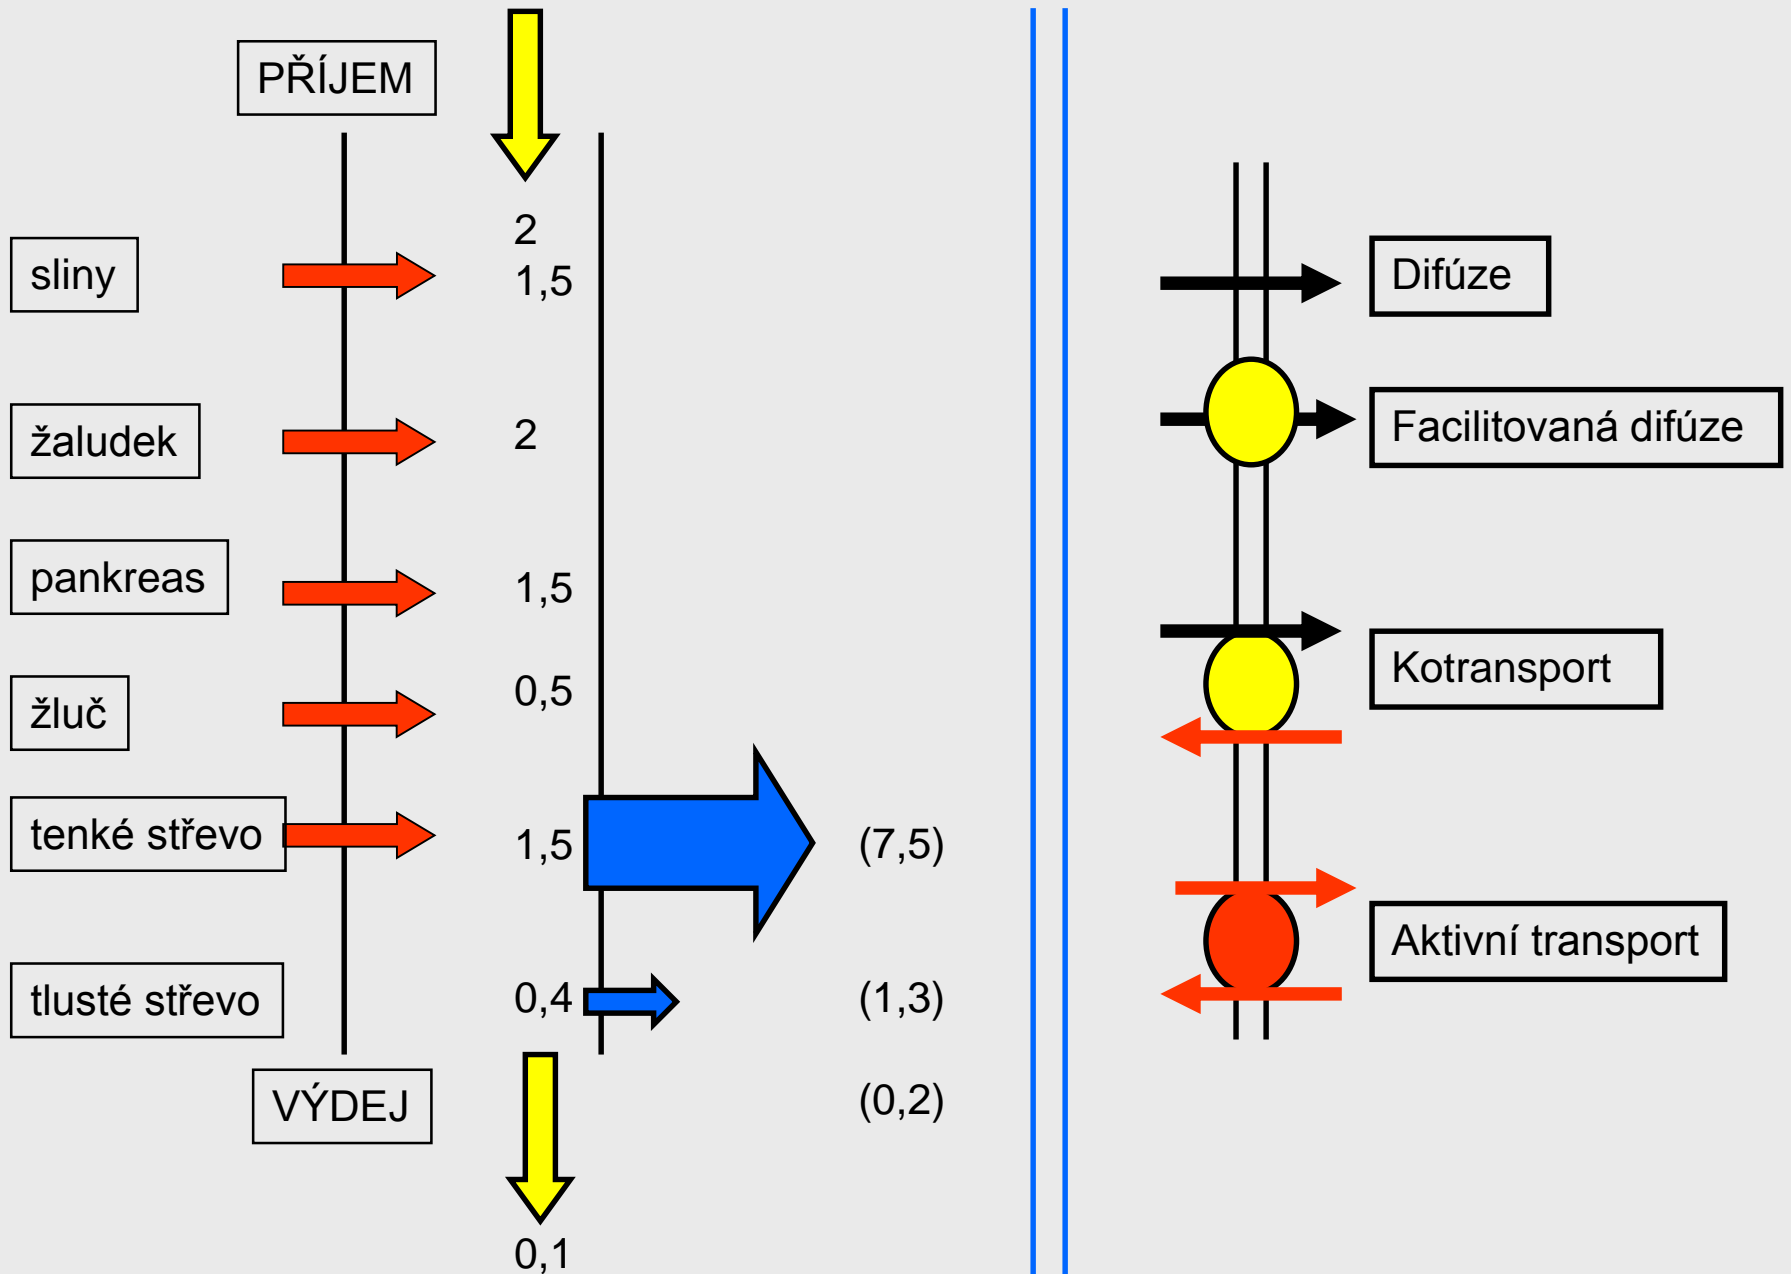 PŘÍJEM
2
sliny
1,5
žaludek
2
pankreas
1,5
žluč
0,5
tenké střevo
1,5
(7,5)
tlusté střevo
0,4
(1,3)
VÝDEJ
(0,2)
0,1
Difúze
Facilitovaná difúze
Kotransport
Aktivní transport